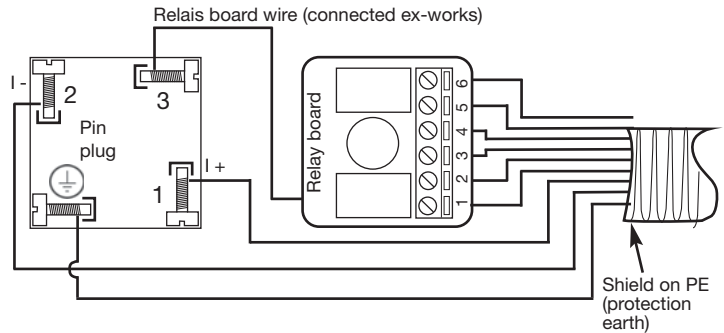 Relais board wire (connected ex-works)
I -
2
3
Pin
plug
I +
1
Relay board
6
5
4
3
2
1
Shield on PE
(protection
earth)